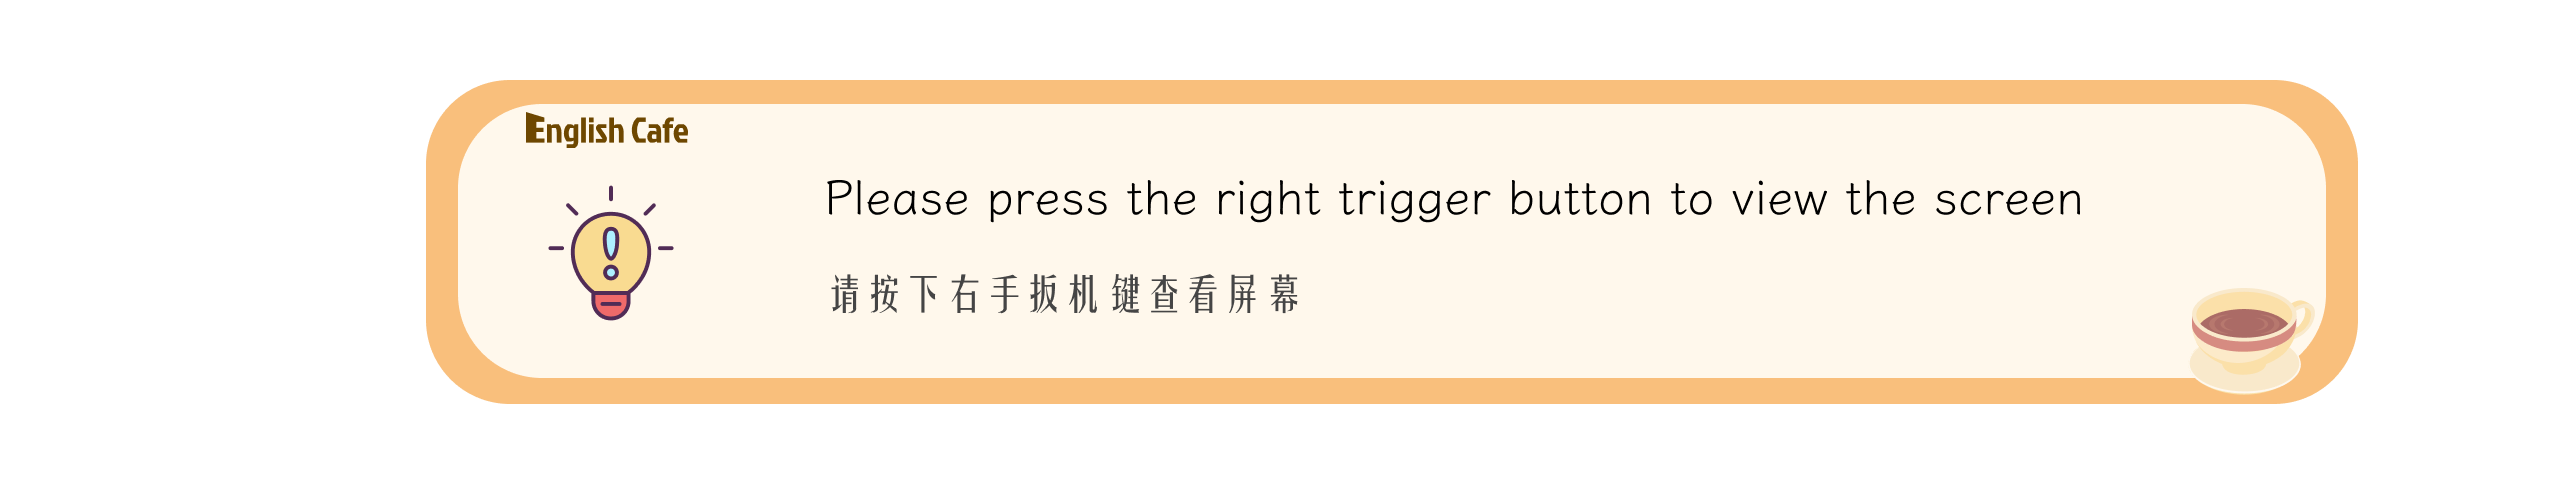 English Cafe
Please press the right trigger button to view the screen
请按下右手扳机键查看屏幕